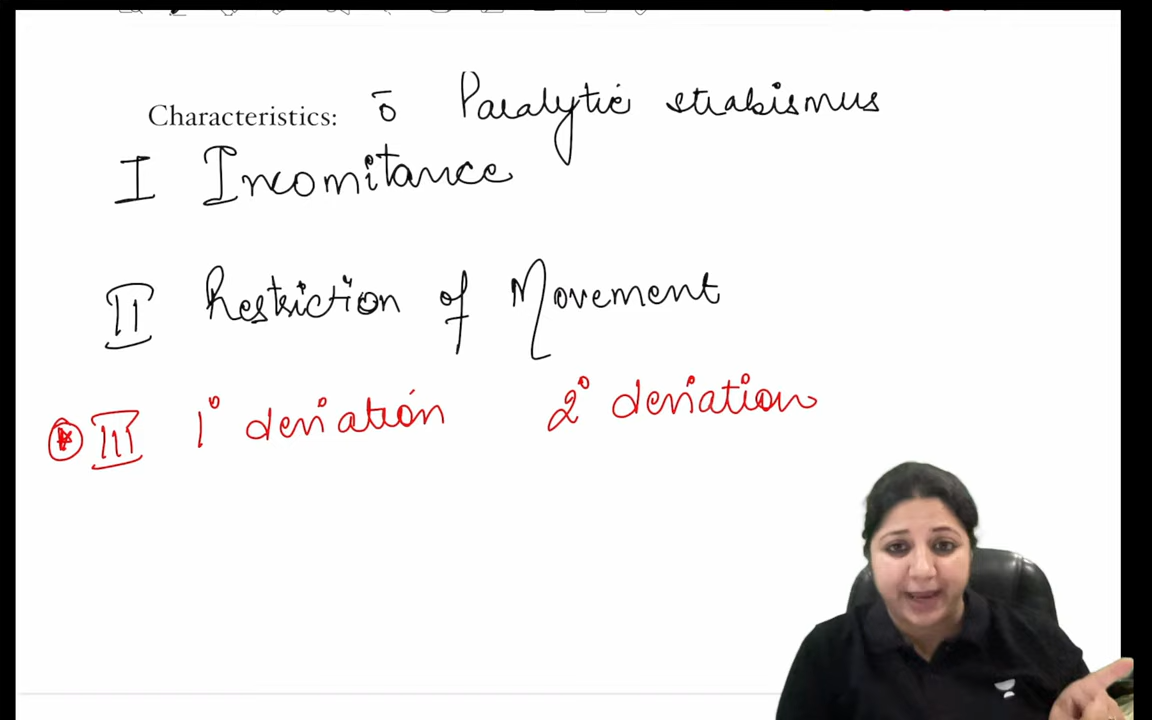 Characteristics: ō Paralytic strabismus
I Incomitance
II Restriction of Movement
III 1° deviation 2° deviation